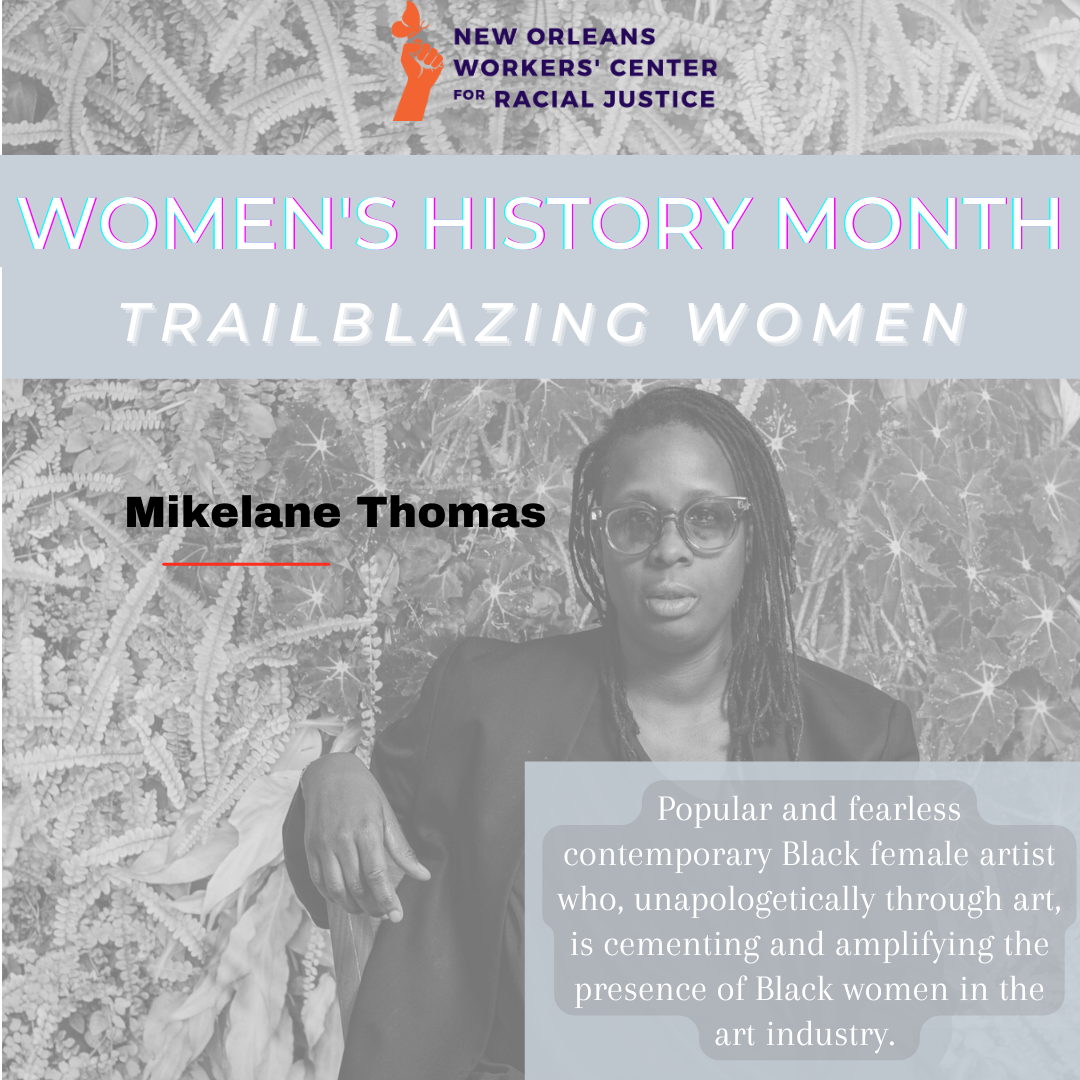 NEW ORLEANS
WORKERS' CENTER
FOR RACIAL JUSTICE
WOMEN'S HISTORY MONTH
TRAILBLAZING WOMEN
Mikelane Thomas
Popular and fearless
contemporary Black female artist
who, unapologetically through art,
is cementing and amplifying the
presence of Black women in the
art industry.